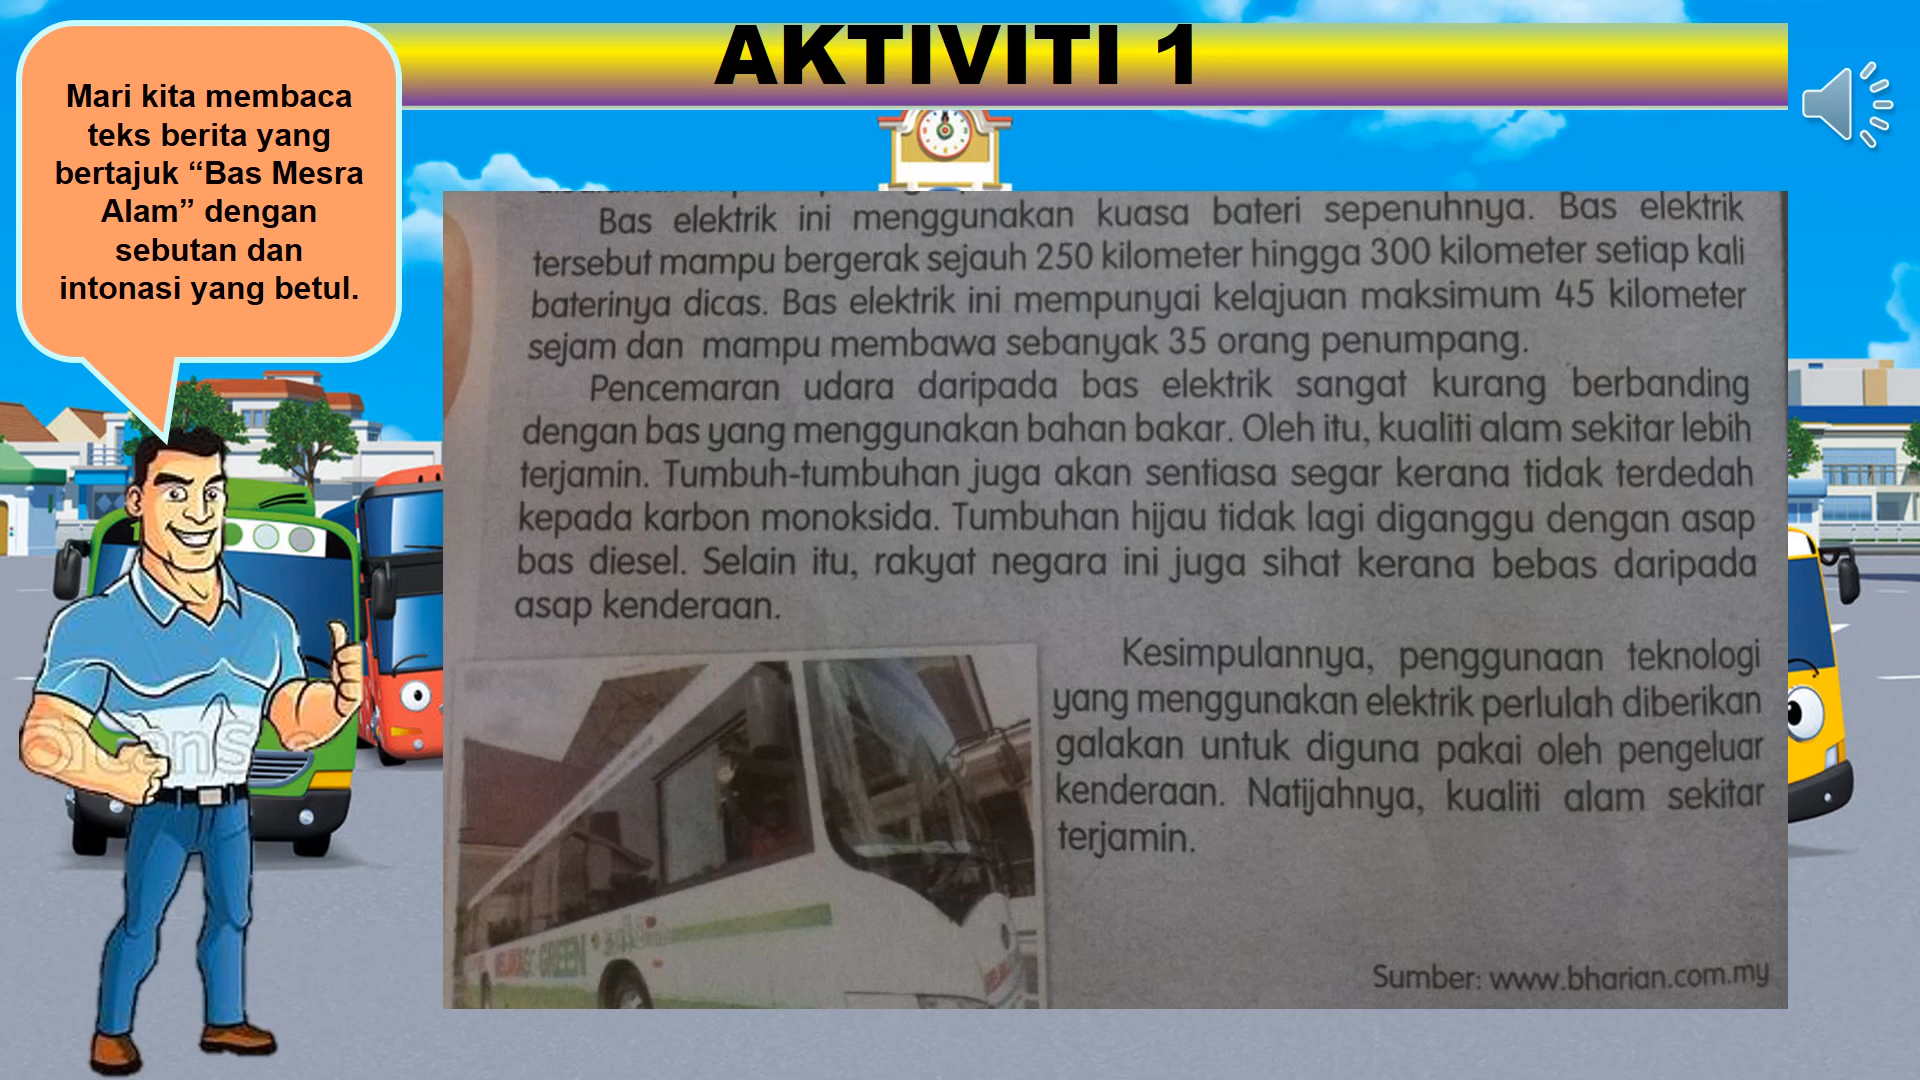 AKTIVITI 1
Mari kita membaca
teks berita yang
bertajuk “Bas Mesra
Alam” dengan
sebutan dan
intonasi yang betul.
Bas elektrik ini menggunakan kuasa bateri sepenuhnya. Bas elektrik
tersebut mampu bergerak sejauh 250 kilometer hingga 300 kilometer setiap kali
baterinya dicas. Bas elektrik ini mempunyai kelajuan maksimum 45 kilometer
sejam dan mampu membawa sebanyak 35 orang penumpang.
Pencemaran udara daripada bas elektrik sangat kurang berbanding
dengan bas yang menggunakan bahan bakar. Oleh itu, kualiti alam sekitar lebih
terjamin. Tumbuh-tumbuhan juga akan sentiasa segar kerana tidak terdedah
kepada karbon monoksida. Tumbuhan hijau tidak lagi diganggu dengan asap
bas diesel. Selain itu, rakyat negara ini juga sihat kerana bebas daripada
asap kenderaan.
Kesimpulannya, penggunaan teknologi
yang menggunakan elektrik perlulah diberikan
galakan untuk diguna pakai oleh pengeluar
kenderaan. Natijahnya, kualiti alam sekitar
terjamin.
GREEN
Sumber: www.bharian.com.my